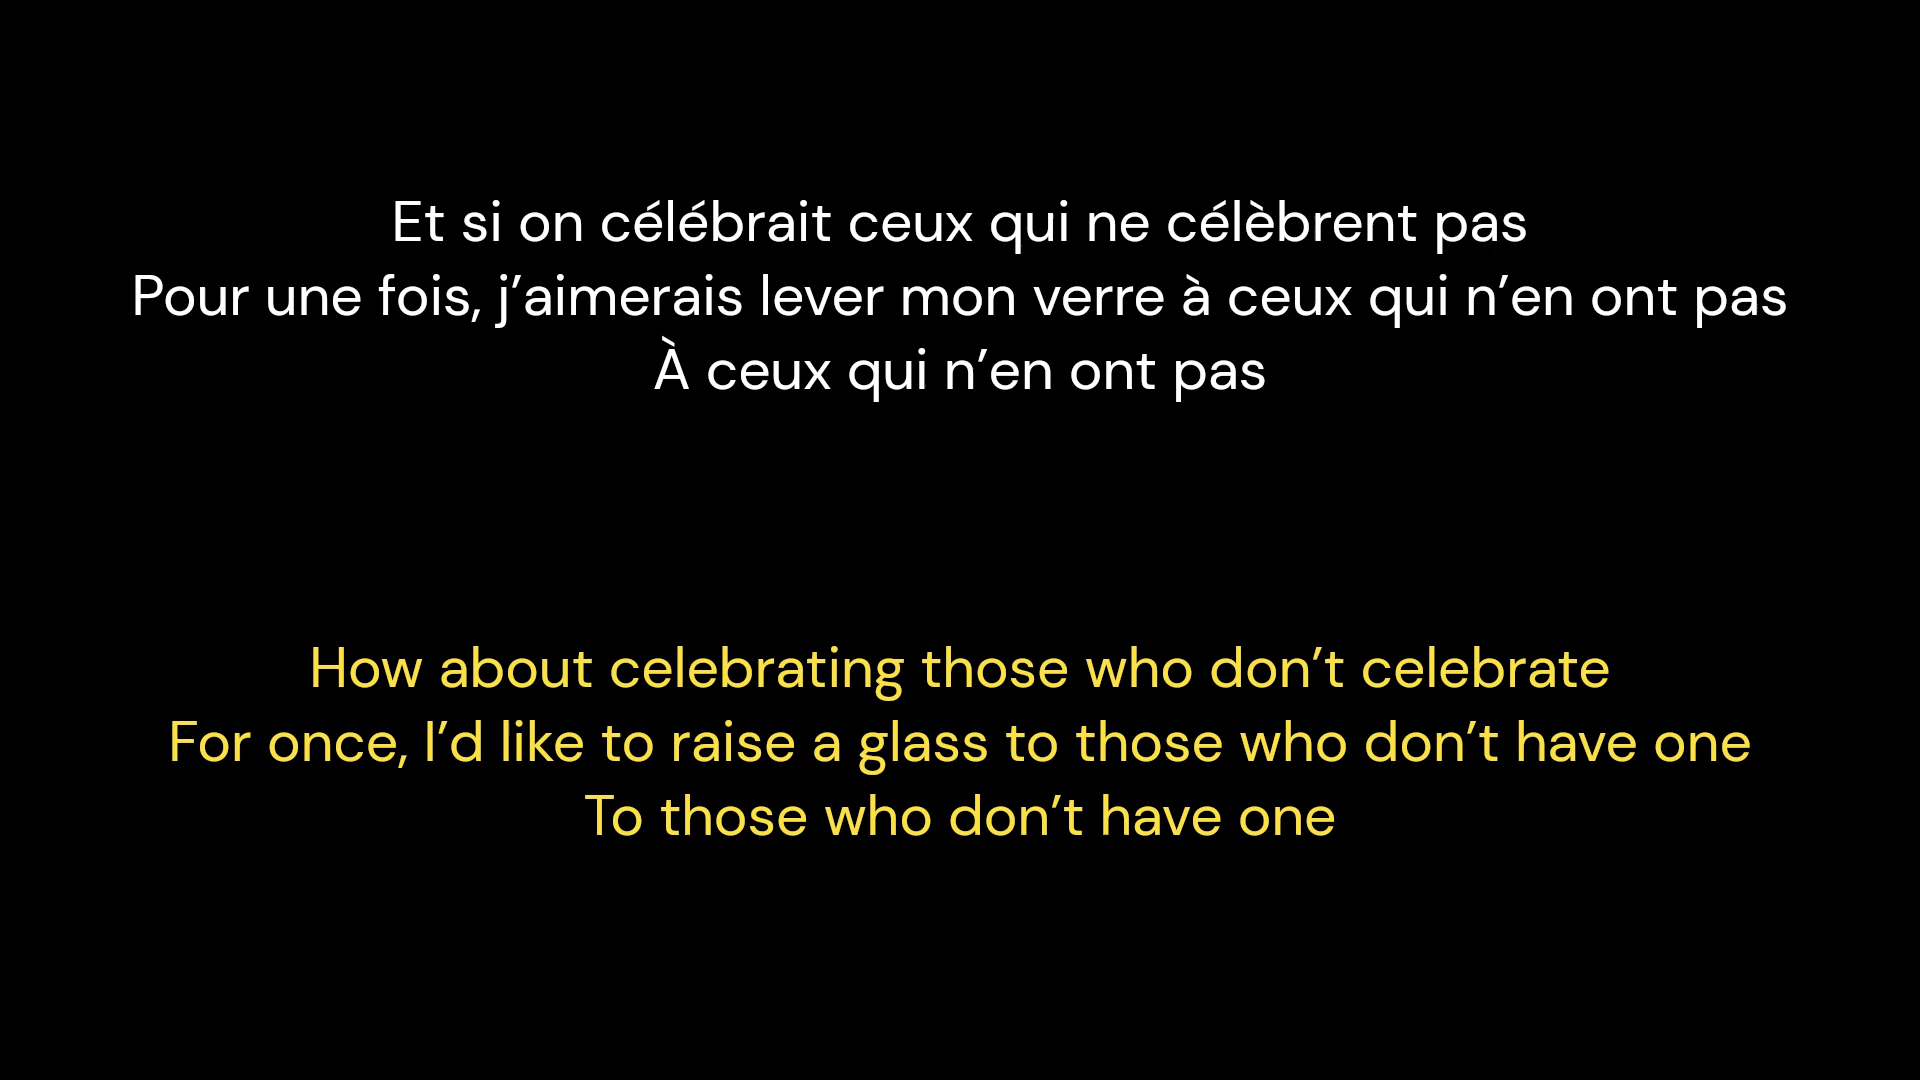 Et si on célébrait ceux qui ne célèbrent pas
Pour une fois, j’aimerais lever mon verre à ceux qui n’en ont pas
À ceux qui n’en ont pas
How about celebrating those who don’t celebrate
For once, I’d like to raise a glass to those who don’t have one
To those who don’t have one